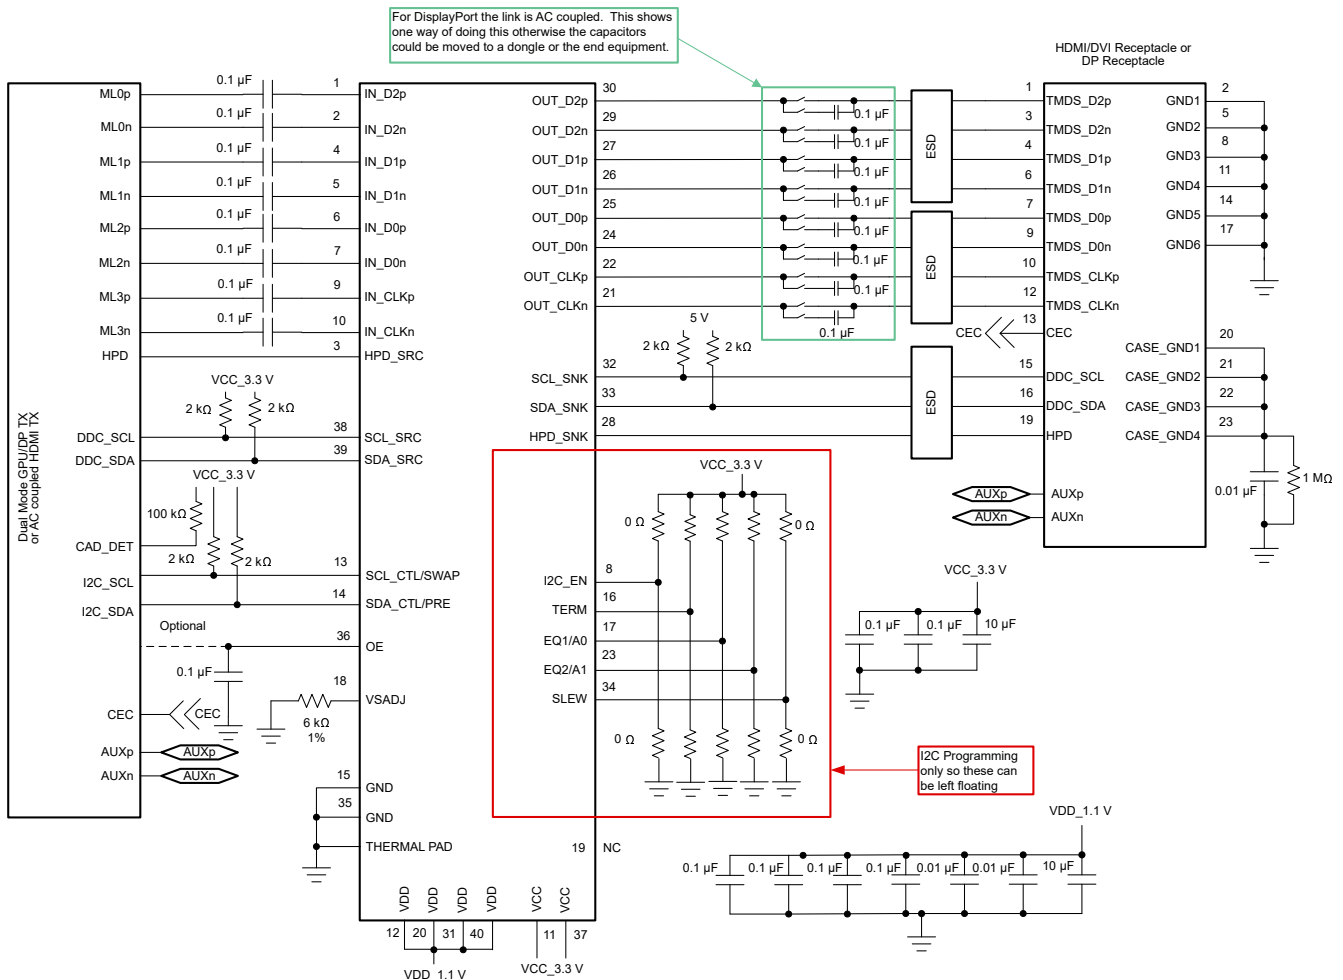 For DisplayPort the link is AC coupled. This shows
one way of doing this otherwise the capacitors
could be moved to a dongle or the end equipment.
HDMI/DVI Receptacle or
DP Receptacle
Dual Mode GPU/DP TX
or AC coupled HDMI TX
ML0p
0.1 µF
1
IN_D2p
ML0n
0.1 µF
2
IN_D2n
ML1p
0.1 µF
4
IN_D1p
ML1n
0.1 µF
5
IN_D1n
ML2p
0.1 µF
6
IN_D0p
ML2n
0.1 µF
7
IN_D0n
ML3p
0.1 µF
9
IN_CLKp
ML3n
0.1 µF
10
IN_CLKn
HPD
3
HPD_SRC
VCC_3.3 V
2 kΩ
2 kΩ
DDC_SCL
38
SCL_SRC
DDC_SDA
39
SDA_SRC
VCC_3.3 V
100 kΩ
CAD_DET
2 kΩ
2 kΩ
I2C_SCL
13
SCL_CTL/SWAP
I2C_SDA
14
SDA_CTL/PRE
Optional
36
OE
0.1 µF
18
VSADJ
6 kΩ
1%
CEC
CEC
AUXp
AUXp
AUXn
AUXn
15
GND
35
GND
THERMAL PAD
VDD
VDD
VDD
VDD
VCC
VCC
12
20
31
40
11
37
VDD_1.1 V
VCC_3.3 V
19
NC
OUT_D2p
30
0.1 µF
OUT_D2n
29
0.1 µF
OUT_D1p
27
0.1 µF
OUT_D1n
26
0.1 µF
OUT_D0p
25
0.1 µF
OUT_D0n
24
0.1 µF
OUT_CLKp
22
0.1 µF
OUT_CLKn
21
0.1 µF
5 V
2 kΩ
2 kΩ
SCL_SNK
32
SDA_SNK
33
HPD_SNK
28
ESD
ESD
ESD
VCC_3.3 V
0 Ω
0 Ω
I2C_EN
8
TERM
16
EQ1/A0
17
EQ2/A1
23
SLEW
34
0 Ω
0 Ω
I2C Programming
only so these can
be left floating
1
TMDS_D2p
3
TMDS_D2n
4
TMDS_D1p
6
TMDS_D1n
7
TMDS_D0p
9
TMDS_D0n
10
TMDS_CLKp
12
TMDS_CLKn
CEC
13
CEC
15
DDC_SCL
16
DDC_SDA
19
HPD
AUXp
AUXp
AUXn
AUXn
GND1
2
GND2
5
GND3
8
GND4
11
GND5
14
GND6
17
CASE_GND1
20
CASE_GND2
21
CASE_GND3
22
CASE_GND4
23
0.01 µF
1 MΩ
VCC_3.3 V
0.1 µF
0.1 µF
10 µF
VDD_1.1 V
0.1 µF
0.1 µF
0.1 µF
0.1 µF
0.01 µF
0.01 µF
10 µF